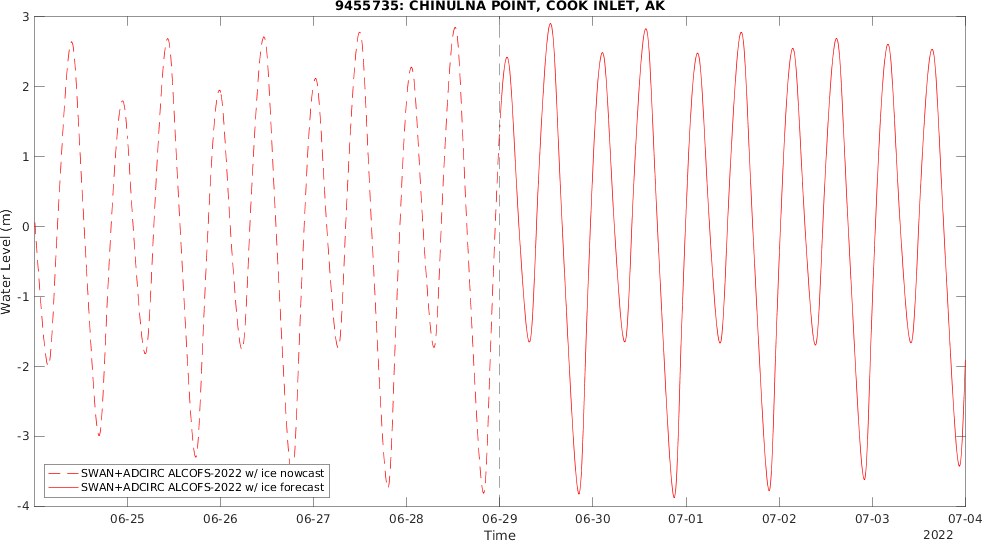 9455735: CHINULNA POINT, COOK INLET, AK
3
2
1
0
-1
-2
-3
-4
Water Level (m)
SWAN+ADCIRC ALCOFS-2022 w/ ice nowcast
SWAN+ADCIRC ALCOFS-2022 w/ ice forecast
06-25 06-26 06-27 06-28 06-29 06-30 07-01 07-02 07-03 07-04
Time
2022